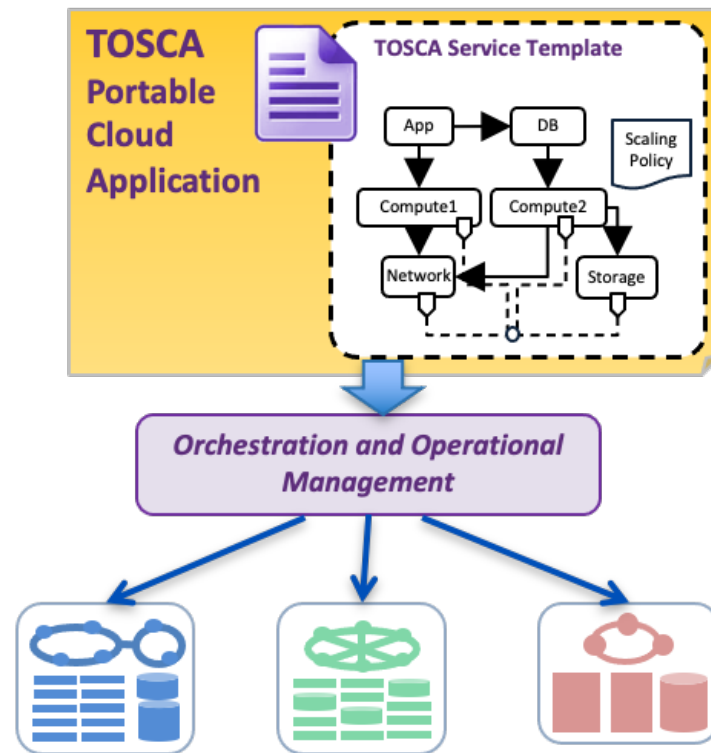 TOSCA
Portable
Cloud
Application
TOSCA Service Template
App
DB
Scaling
Policy
Compute1
Compute2
Network
Storage
Orchestration and Operational
Management